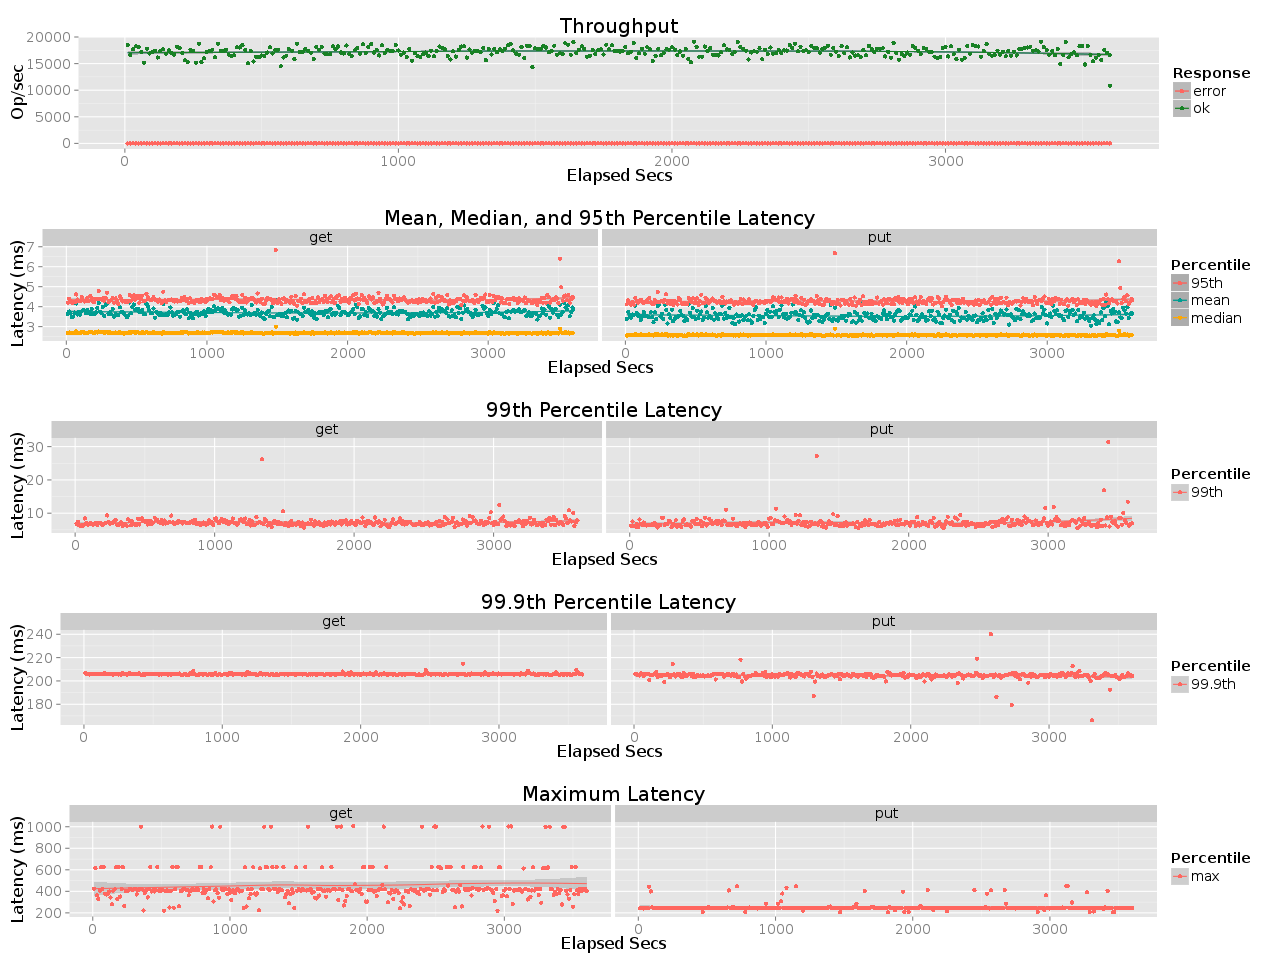 Throughput
20000
15000
10000
5000
0
Op/sec
0 1000 2000 3000
Elapsed Secs
Response
error
ok
Mean, Median, and 95th Percentile Latency
get put
7
6
5
4
3
Latency (ms)
0 1000 2000 3000 0 1000 2000 3000
Elapsed Secs
Percentile
95th
mean
median
99th Percentile Latency
get put
30
20
10
Latency (ms)
0 1000 2000 3000 0 1000 2000 3000
Elapsed Secs
Percentile
99th
99.9th Percentile Latency
get put
240
220
200
180
Latency (ms)
0 1000 2000 3000 0 1000 2000 3000
Elapsed Secs
Percentile
99.9th
Maximum Latency
get put
1000
800
600
400
200
Latency (ms)
0 1000 2000 3000 0 1000 2000 3000
Elapsed Secs
Percentile
max